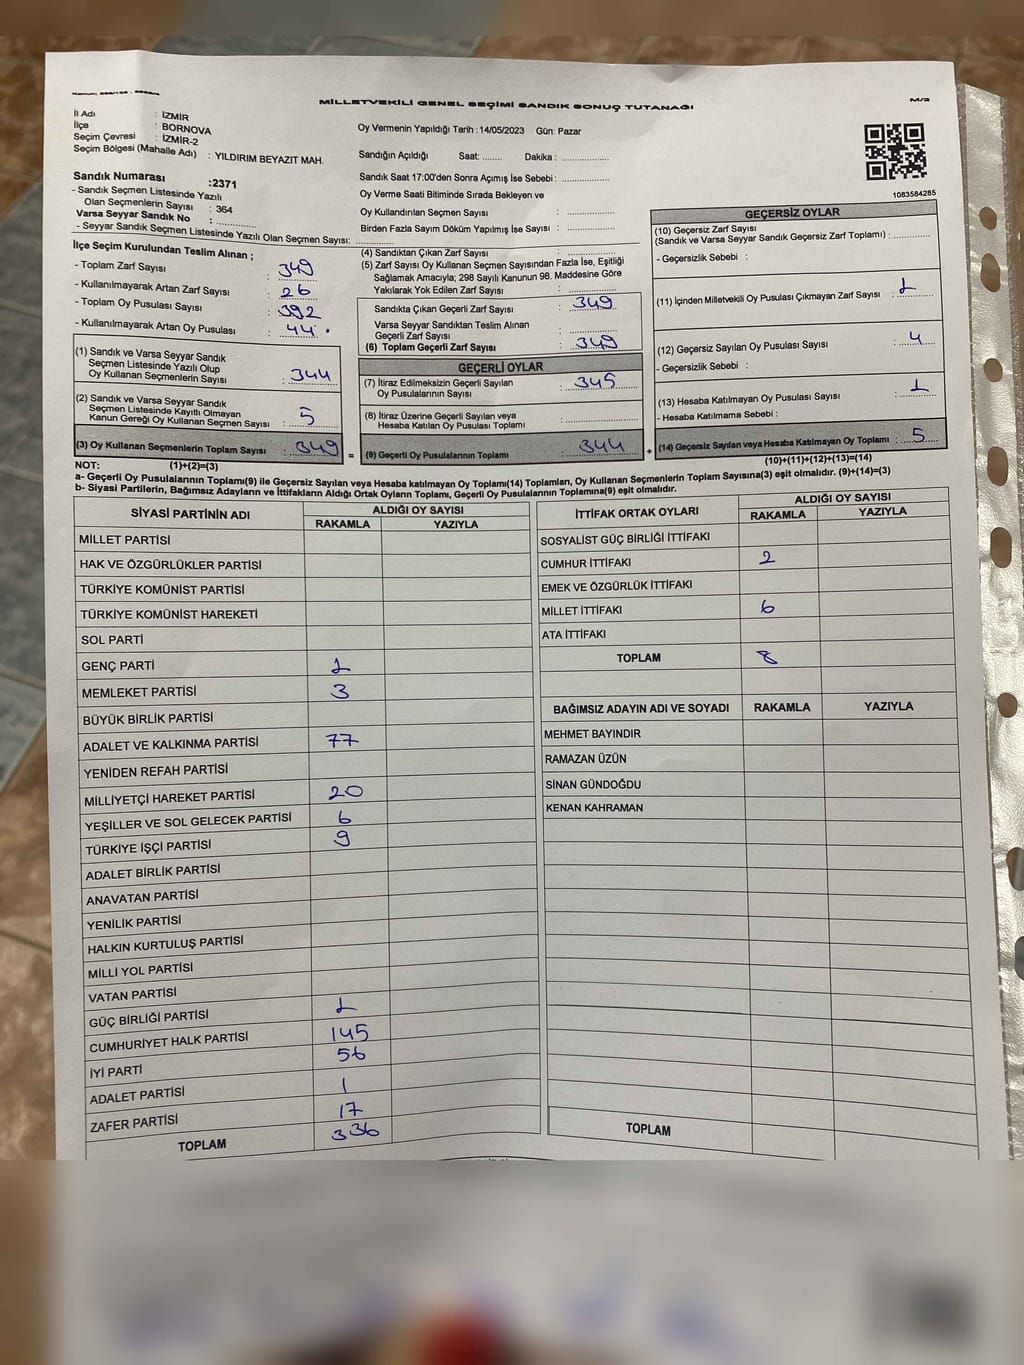 MİLLETVEKİLİ GENEL SEÇİMİ SANDIK SONUÇ TUTANAĞI
M/2
İl Adı : İZMİR
İlçe : BORNOVA
Seçim Çevresi : İZMİR-2
Seçim Bölgesi (Mahalle Adı) : YILDIRIM BEYAZIT MAH.
Sandık Numarası :2371
- Sandık Seçmen Listesinde Yazılı
Olan Seçmenlerin Sayısı : 364
Varsa Seyyar Sandık No :
- Seyyar Sandık Seçmen Listesinde Yazılı Olan Seçmen Sayısı:
İlçe Seçim Kurulundan Teslim Alınan ;
- Toplam Zarf Sayısı : 349
- Kullanılmayarak Artan Zarf Sayısı : 26
- Toplam Oy Pusulası Sayısı : 392
- Kullanılmayarak Artan Oy Pusulası : 44.
(1) Sandık ve Varsa Seyyar Sandık
Seçmen Listesinde Yazılı Olup
Oy Kullanan Seçmenlerin Sayısı : 344
(2) Sandık ve Varsa Seyyar Sandık
Seçmen Listesinde Kayıtlı Olmayan
Kanun Gereği Oy Kullanan Seçmen Sayısı : 5
(3) Oy Kullanan Seçmenlerin Toplam Sayısı : 349 =
Oy Vermenin Yapıldığı Tarih : 14/05/2023 Gün: Pazar
Sandığın Açıldığı Saat: ........ Dakika : ................
Sandık Saat 17:00'den Sonra Açımış İse Sebebi : ................
Oy Verme Saati Bitiminde Sırada Bekleyen ve
Oy Kullandırılan Seçmen Sayısı : ................
Birden Fazla Sayım Döküm Yapılmış İse Sayısı : ................
(4) Sandıktan Çıkan Zarf Sayısı : ................
(5) Zarf Sayısı Oy Kullanan Seçmen Sayısından Fazla İse, Eşitliği
Sağlamak Amacıyla; 298 Sayılı Kanunun 98. Maddesine Göre
Yakılarak Yok Edilen Zarf Sayısı : ................
Sandıkta Çıkan Geçerli Zarf Sayısı : 349
Varsa Seyyar Sandıktan Teslim Alınan
Geçerli Zarf Sayısı : ................
(6) Toplam Geçerli Zarf Sayısı : 349
GEÇERLİ OYLAR
(7) İtiraz Edilmeksizin Geçerli Sayılan
Oy Pusulalarının Sayısı : 345
(8) İtiraz Üzerine Geçerli Sayılan veya
Hesaba Katılan Oy Pusulası Toplamı : ................
(9) Geçerli Oy Pusulalarının Toplamı : 344 +
1083584285
GEÇERSİZ OYLAR
(10) Geçersiz Zarf Sayısı
(Sandık ve Varsa Seyyar Sandık Geçersiz Zarf Toplamı) : ........
- Geçersizlik Sebebi :
(11) İçinden Milletvekili Oy Pusulası Çıkmayan Zarf Sayısı : 1
(12) Geçersiz Sayılan Oy Pusulası Sayısı : 4
- Geçersizlik Sebebi :
(13) Hesaba Katılmayan Oy Pusulası Sayısı : 1
- Hesaba Katılmama Sebebi :
(14) Geçersiz Sayılan veya Hesaba Katılmayan Oy Toplamı : 5
NOT: (1)+(2)=(3)
(10)+(11)+(12)+(13)=(14)
a- Geçerli Oy Pusulalarının Toplam(9) ile Geçersiz Sayılan veya Hesaba katılmayan Oy Toplamı(14) Toplamları, Oy Kullanan Seçmenlerin Toplam Sayısına(3) eşit olmalıdır. (9)+(14)=(3)
b- Siyasi Partilerin, Bağımsız Adayların ve İttifakların Aldığı Ortak Oyların Toplamı, Geçerli Oy Pusulalarının Toplamına(9) eşit olmalıdır.
SİYASİ PARTİNİN ADI ALDIĞI OY SAYISI
RAKAMLA YAZIYLA
MİLLET PARTİSİ
HAK VE ÖZGÜRLÜKLER PARTİSİ
TÜRKİYE KOMÜNİST PARTİSİ
TÜRKİYE KOMÜNİST HAREKETİ
SOL PARTİ
GENÇ PARTİ 1
MEMLEKET PARTİSİ 3
BÜYÜK BİRLİK PARTİSİ
ADALET VE KALKINMA PARTİSİ 77
YENİDEN REFAH PARTİSİ
MİLLİYETÇİ HAREKET PARTİSİ 20
YEŞİLLER VE SOL GELECEK PARTİSİ 6
TÜRKİYE İŞÇİ PARTİSİ 9
ADALET BİRLİK PARTİSİ
ANAVATAN PARTİSİ
YENİLİK PARTİSİ
HALKIN KURTULUŞ PARTİSİ
MİLLİ YOL PARTİSİ
VATAN PARTİSİ
GÜÇ BİRLİĞİ PARTİSİ 1
CUMHURİYET HALK PARTİSİ 145
İYİ PARTİ 56
ADALET PARTİSİ 1
ZAFER PARTİSİ 17
TOPLAM 336
İTTİFAK ORTAK OYLARI ALDIĞI OY SAYISI
RAKAMLA YAZIYLA
SOSYALİST GÜÇ BİRLİĞİ İTTİFAKI
CUMHUR İTTİFAKI 2
EMEK VE ÖZGÜRLÜK İTTİFAKI
MİLLET İTTİFAKI 6
ATA İTTİFAKI
TOPLAM 8
BAĞIMSIZ ADAYIN ADI VE SOYADI RAKAMLA YAZIYLA
MEHMET BAYINDIR
RAMAZAN ÜZÜN
SİNAN GÜNDOĞDU
KENAN KAHRAMAN
TOPLAM